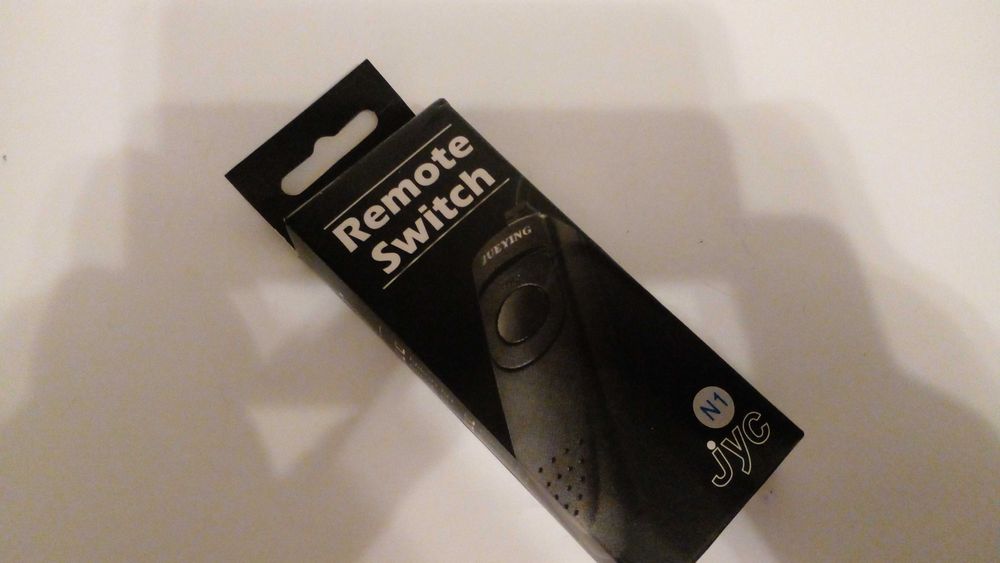 Remote
Switch
JUEYING
N1
jyc